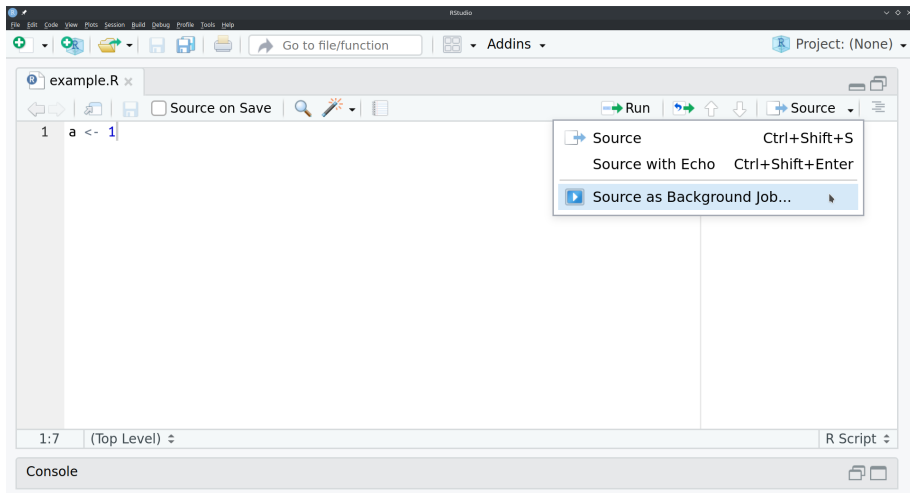 RStudio
File Edit Code View Plots Session Build Debug Profile Tools Help
Go to file/function Addins R Project: (None)
R example.R
Source on Save Run Source
1 a <- 1
Source Ctrl+Shift+S
Source with Echo Ctrl+Shift+Enter
Source as Background Job...
1:7 (Top Level) R Script
Console